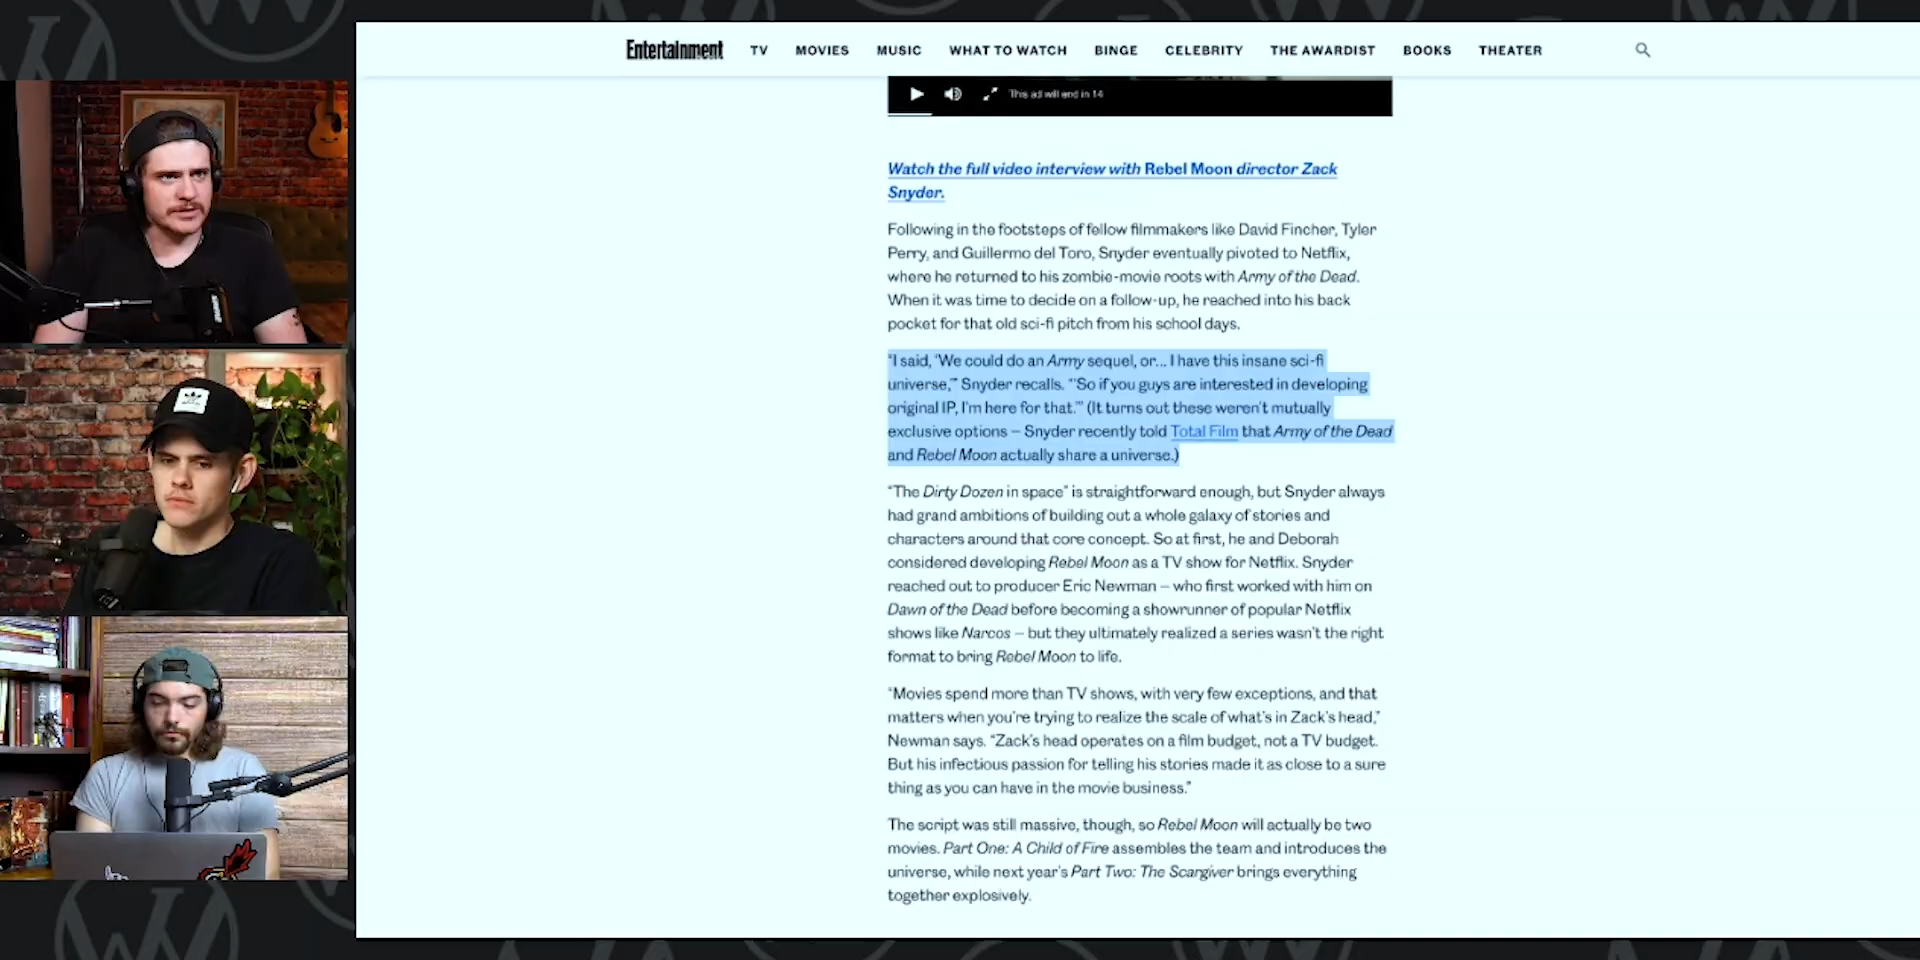 Entertainment TV MOVIES MUSIC WHAT TO WATCH BINGE CELEBRITY THE AWARDIST BOOKS THEATER
This ad will end in 14
Watch the full video interview with Rebel Moon director Zack
Snyder.
Following in the footsteps of fellow filmmakers like David Fincher, Tyler
Perry, and Guillermo del Toro, Snyder eventually pivoted to Netflix,
where he returned to his zombie-movie roots with Army of the Dead.
When it was time to decide on a follow-up, he reached into his back
pocket for that old sci-fi pitch from his school days.
"I said, 'We could do an Army sequel, or... I have this insane sci-fi
universe,'" Snyder recalls. "'So if you guys are interested in developing
original IP, I'm here for that.'" (It turns out these weren't mutually
exclusive options — Snyder recently told Total Film that Army of the Dead
and Rebel Moon actually share a universe.)
"The Dirty Dozen in space" is straightforward enough, but Snyder always
had grand ambitions of building out a whole galaxy of stories and
characters around that core concept. So at first, he and Deborah
considered developing Rebel Moon as a TV show for Netflix. Snyder
reached out to producer Eric Newman — who first worked with him on
Dawn of the Dead before becoming a showrunner of popular Netflix
shows like Narcos — but they ultimately realized a series wasn't the right
format to bring Rebel Moon to life.
"Movies spend more than TV shows, with very few exceptions, and that
matters when you're trying to realize the scale of what's in Zack's head,"
Newman says. "Zack's head operates on a film budget, not a TV budget.
But his infectious passion for telling his stories made it as close to a sure
thing as you can have in the movie business."
The script was still massive, though, so Rebel Moon will actually be two
movies. Part One: A Child of Fire assembles the team and introduces the
universe, while next year's Part Two: The Scargiver brings everything
together explosively.